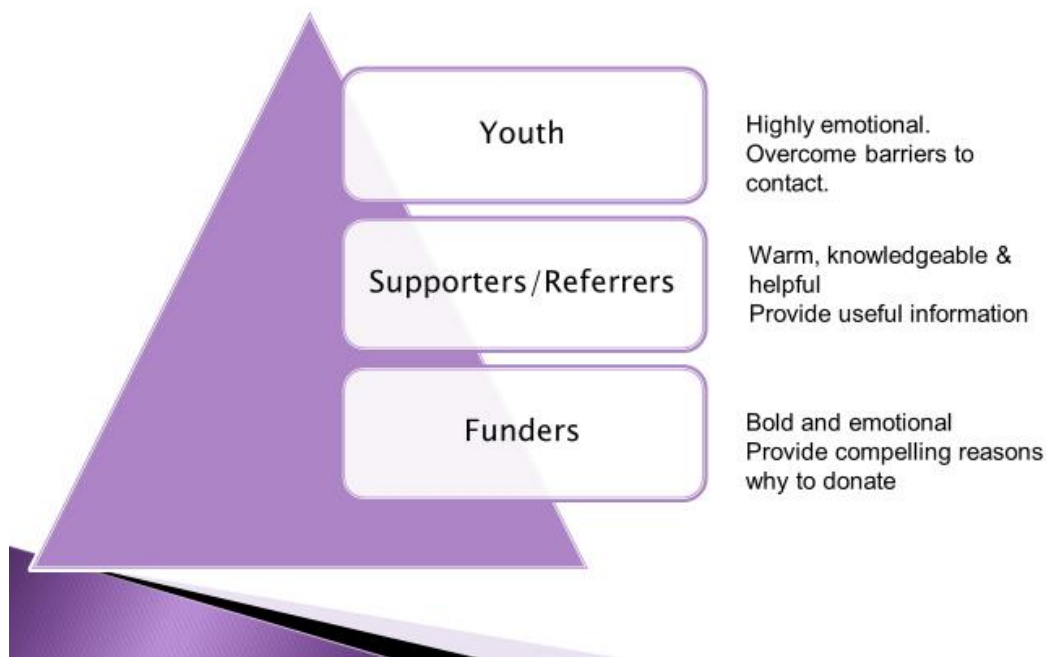 Youth
Highly emotional.
Overcome barriers to
contact.
Supporters/Referrers
Warm, knowledgeable &
helpful
Provide useful information
Funders
Bold and emotional
Provide compelling reasons
why to donate